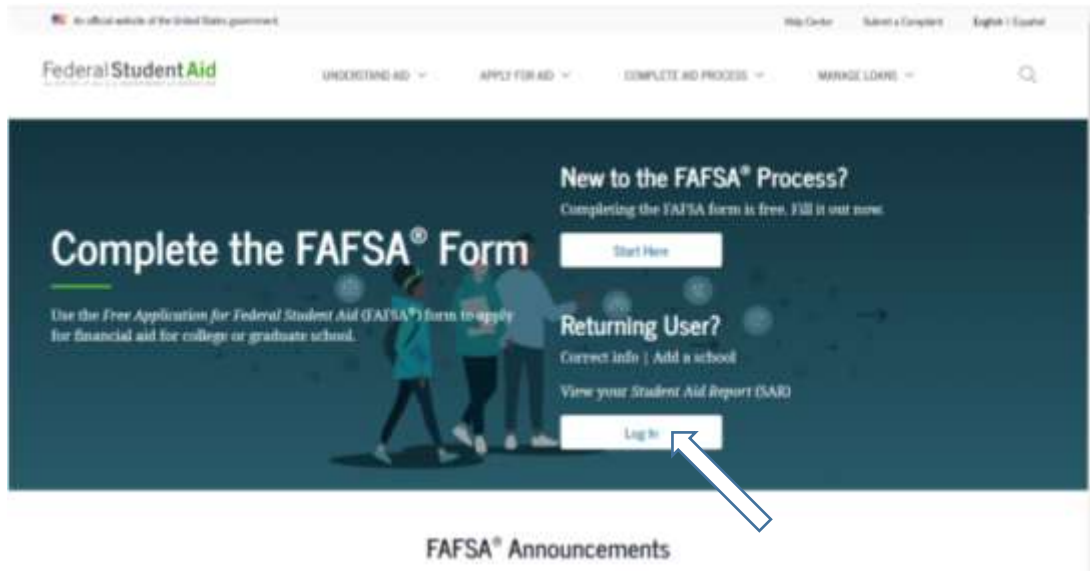 An official website of the United States government.
Help Center Submit a Complaint English | Español
Federal Student Aid
UNDERSTAND AID APPLY FOR AID COMPLETE AID PROCESS MANAGE LOANS
New to the FAFSA® Process?
Completing the FAFSA form is free. Fill it out now.
Start Here
Complete the FAFSA® Form
Use the Free Application for Federal Student Aid (FAFSA®) form to apply
for financial aid for college or graduate school.
Returning User?
Correct info | Add a school
View your Student Aid Report (SAR)
Log In
FAFSA® Announcements